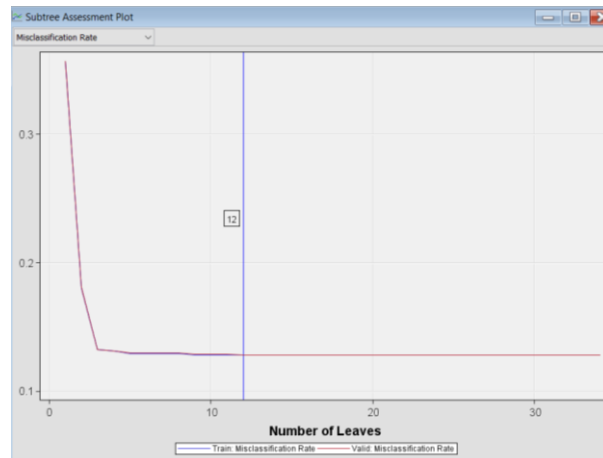 Subtree Assessment Plot
Misclassification Rate
0.3
0.2
0.1
12
0
10
20
30
Number of Leaves
Train: Misclassification Rate
Valid: Misclassification Rate